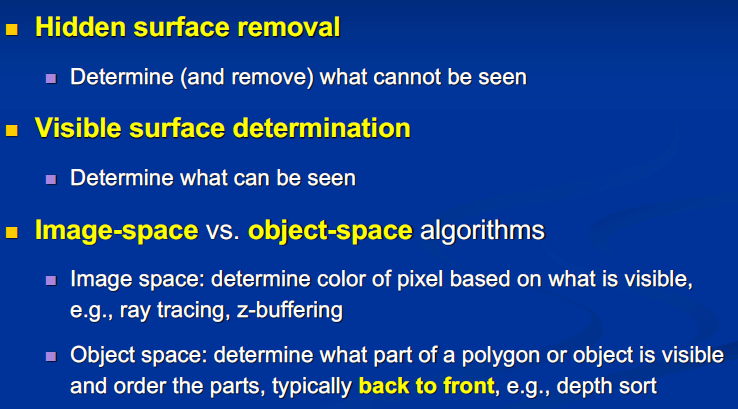 Hidden surface removal
Determine (and remove) what cannot be seen
Visible surface determination
Determine what can be seen
Image-space vs. object-space algorithms
Image space: determine color of pixel based on what is visible,
e.g., ray tracing, z-buffering
Object space: determine what part of a polygon or object is visible
and order the parts, typically back to front, e.g., depth sort